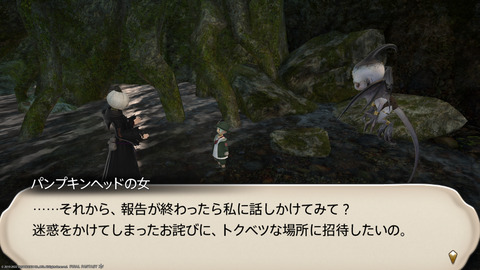 パンプキンヘッドの女
……それから、報告が終わったら私に話しかけてみて？
迷惑をかけてしまったお詫びに、トクベツな場所に招待したいの。
FINAL FANTASY XIV